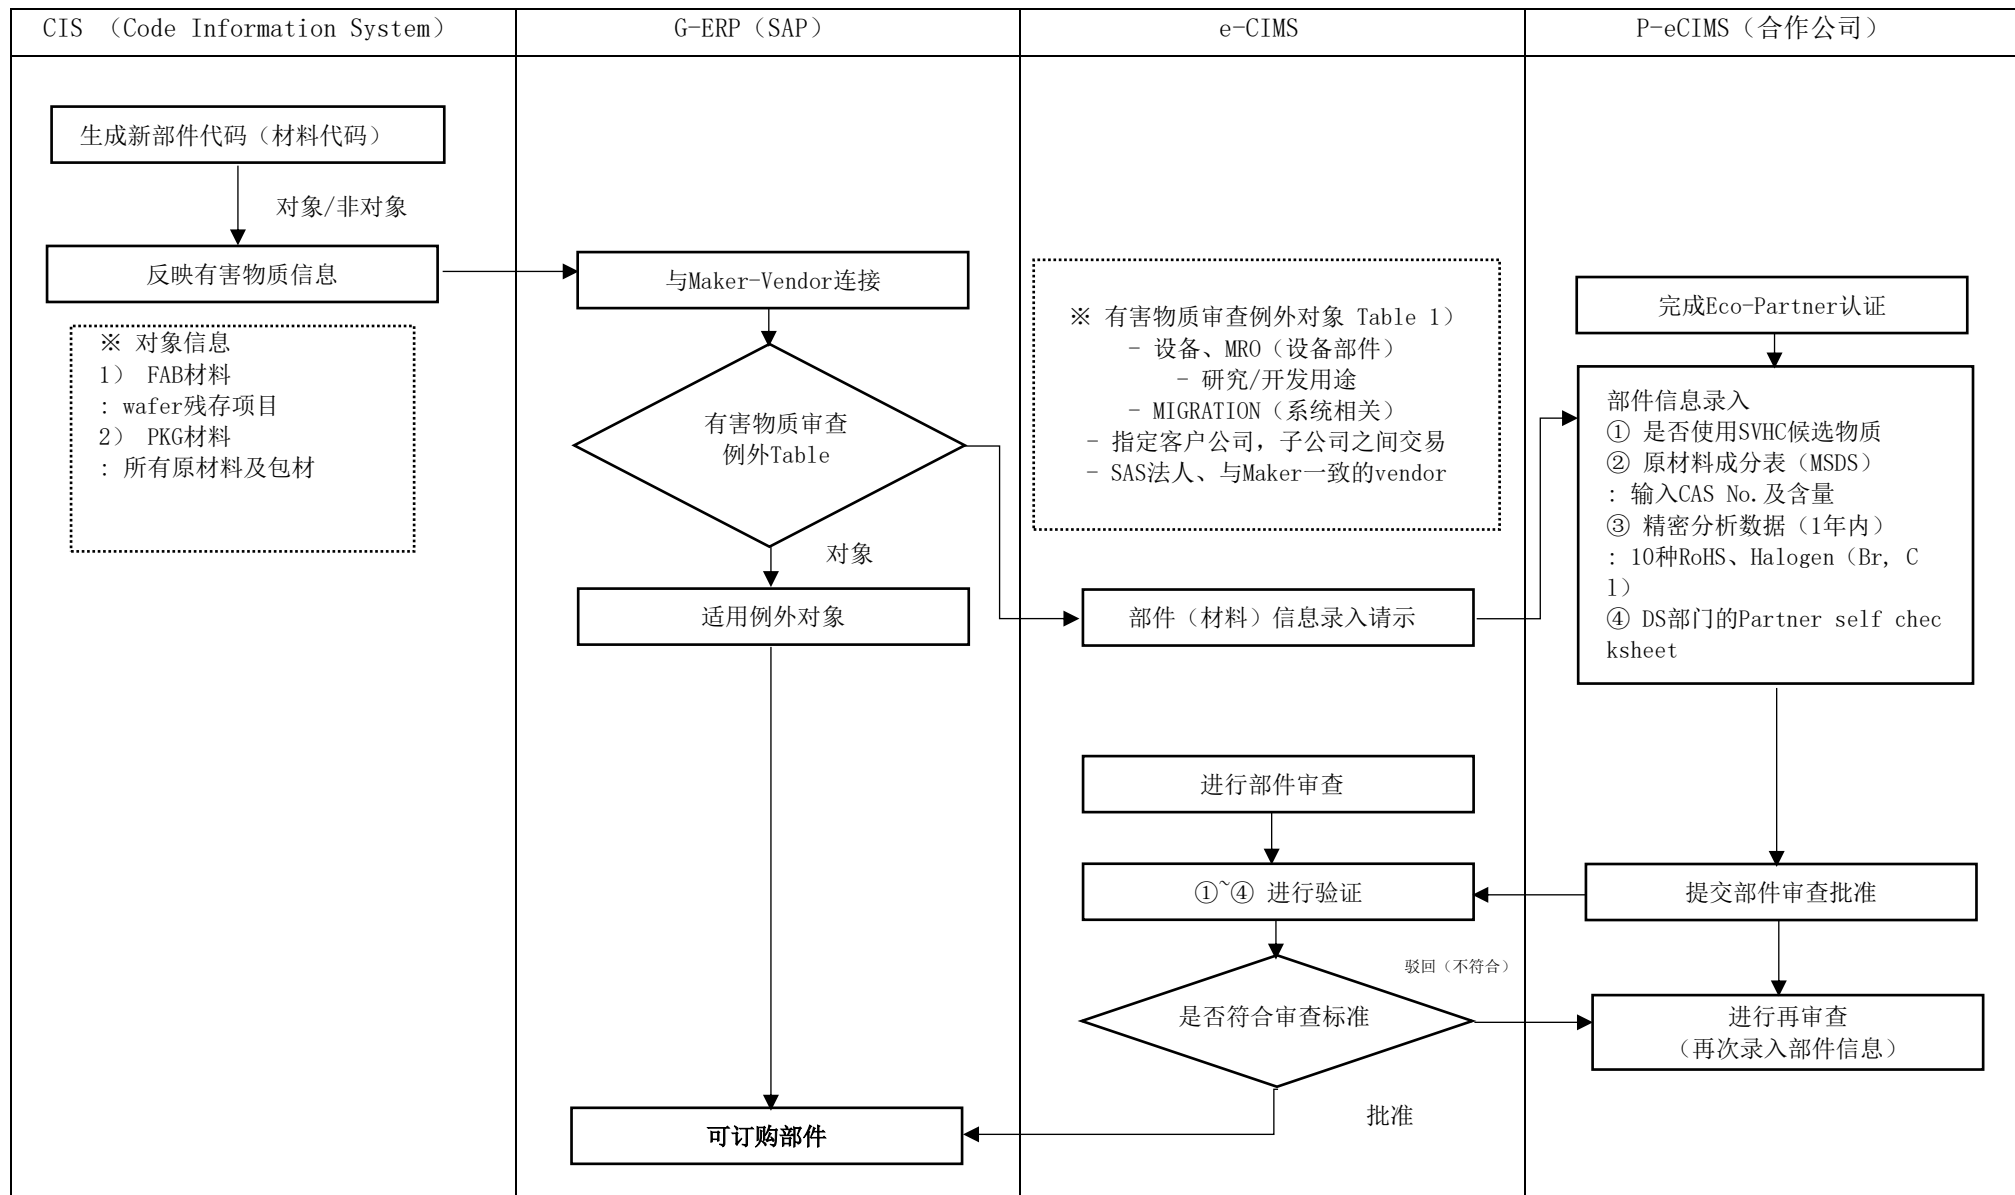 CIS （Code Information System）
G-ERP（SAP）
e-CIMS
P-eCIMS（合作公司）
生成新部件代码（材料代码）
对象/非对象
反映有害物质信息
※ 对象信息
1） FAB材料
: wafer残存项目
2） PKG材料
: 所有原材料及包材
与Maker-Vendor连接
有害物质审查
例外Table
对象
适用例外对象
可订购部件
※ 有害物质审查例外对象 Table 1）
- 设备、MRO（设备部件）
- 研究/开发用途
- MIGRATION（系统相关）
- 指定客户公司，子公司之间交易
- SAS法人、与Maker一致的vendor
部件（材料）信息录入请示
进行部件审查
①~④ 进行验证
是否符合审查标准
驳回（不符合）
批准
完成Eco-Partner认证
部件信息录入
① 是否使用SVHC候选物质
② 原材料成分表（MSDS）
: 输入CAS No.及含量
③ 精密分析数据（1年内）
: 10种RoHS、Halogen（Br, C
l）
④ DS部门的Partner self chec
ksheet
提交部件审查批准
进行再审查
（再次录入部件信息）